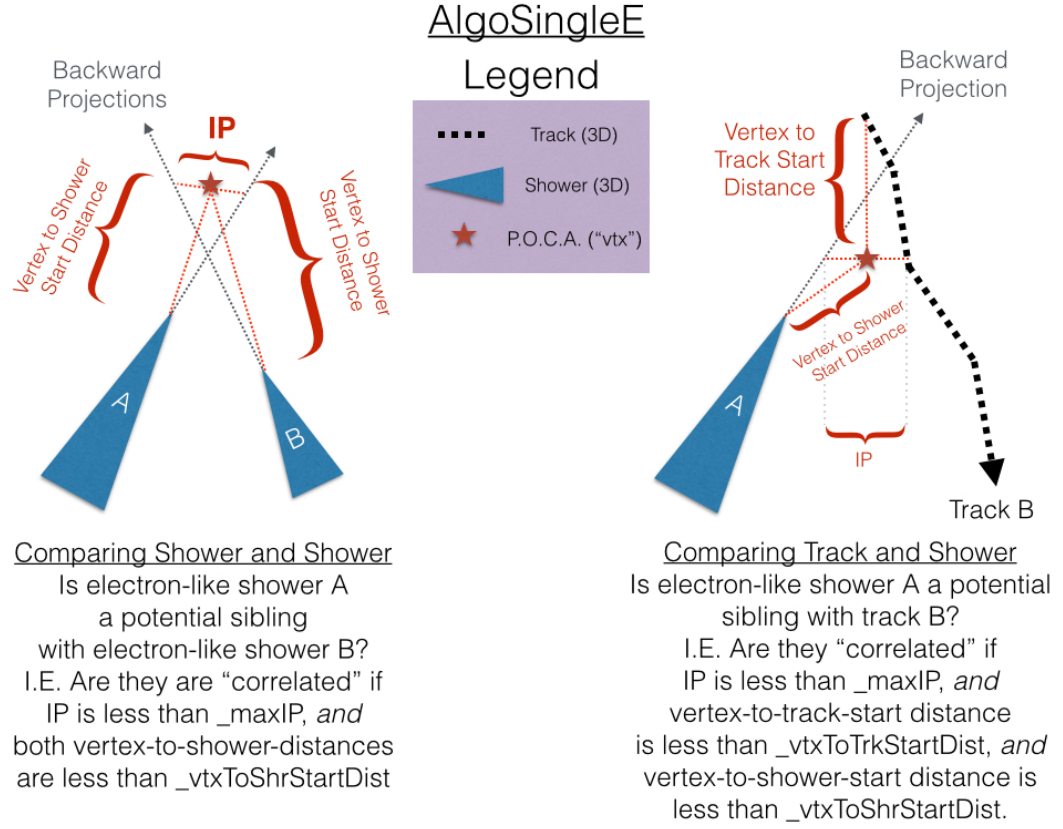 AlgoSingleE
Legend
Track (3D)
Shower (3D)
P.O.C.A. (“vtx”)
Backward
Projections
IP
Vertex to Shower
Start Distance
Vertex to Shower
Start Distance
A
B
Comparing Shower and Shower
Is electron-like shower A
a potential sibling
with electron-like shower B?
I.E. Are they are “correlated” if
IP is less than _maxIP, and
both vertex-to-shower-distances
are less than _vtxToShrStartDist
Backward
Projection
Vertex to
Track Start
Distance
Vertex to Shower
Start Distance
A
IP
Track B
Comparing Track and Shower
Is electron-like shower A a potential
sibling with track B?
I.E. Are they “correlated” if
IP is less than _maxIP, and
vertex-to-track-start distance
is less than _vtxToTrkStartDist, and
vertex-to-shower-start distance is
less than _vtxToShrStartDist.